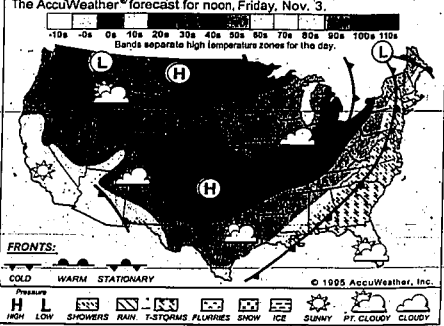 The AccuWeather® forecast for noon, Friday, Nov. 3.
-10s -0s 0s 10s 20s 30s 40s 50s 60s 70s 80s 90s 100s 110s
Bands separate high temperature zones for the day.
L
H
L
H
FRONTS:
COLD WARM STATIONARY
© 1995 AccuWeather, Inc.
Pressure
H L
HIGH LOW SHOWERS RAIN T-STORMS FLURRIES SNOW ICE SUNNY PT. CLOUDY CLOUDY